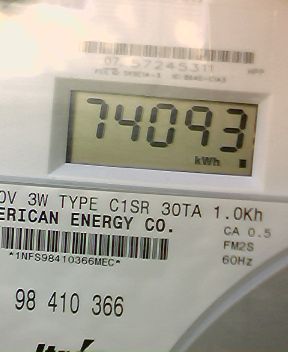 07 57245311
HPP
74093
kWh
0V 3W TYPE C1SR 30TA 1.0Kh
ERICAN ENERGY CO.
CA 0.5
FM2S
*1NFS98410366MEC*
60Hz
98 410 366